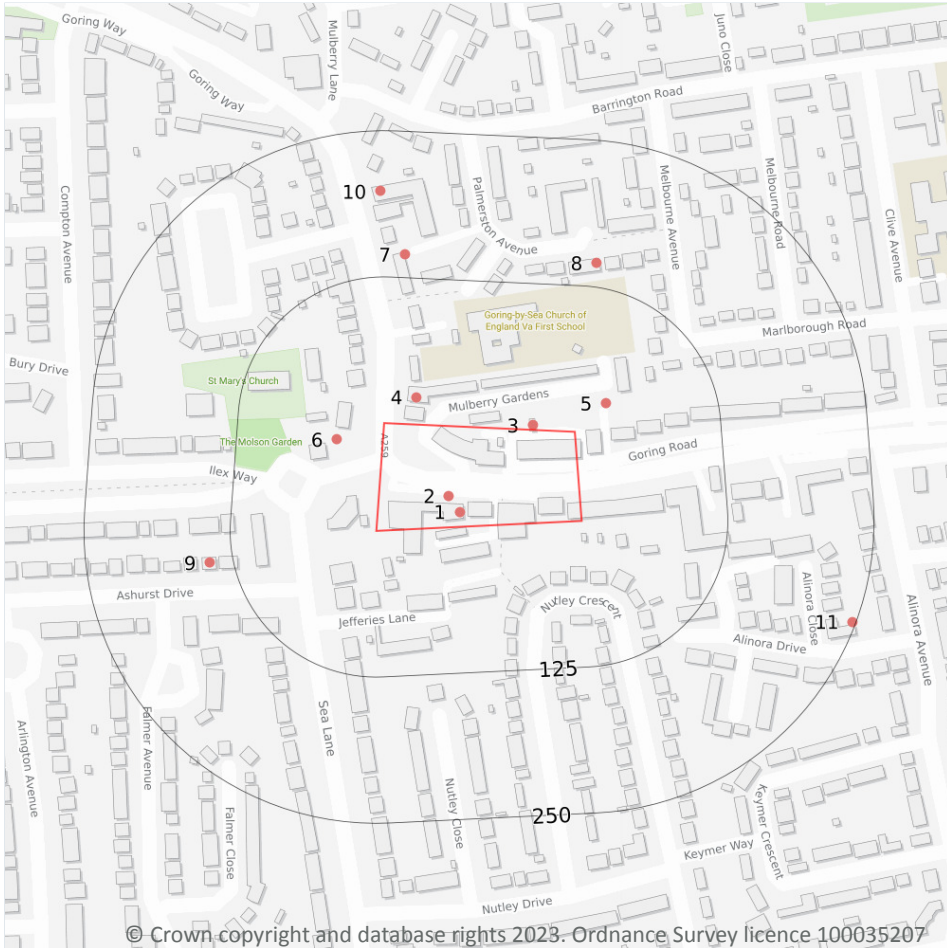 Goring Way
Mulberry Lane
Juno Close
Goring Way
Barrington Road
10
Palmerston Avenue
Melbourne Avenue
Melbourne Road
Compton Avenue
Clive Avenue
7
8
Goring-by-Sea Church of
England Va First School
Marlborough Road
Bury Drive
St Mary's Church
4
Mulberry Gardens
5
3
A259
6
The Molson Garden
Goring Road
Ilex Way
2
1
9
Ashurst Drive
Nutley Crescent
Jefferies Lane
Alinora Close
Alinora Avenue
11
Alinora Drive
125
Sea Lane
Falmer Avenue
Arlington Avenue
Nutley Close
250
Falmer Close
Keymer Crescent
Keymer Way
Nutley Drive
© Crown copyright and database rights 2023. Ordnance Survey licence 100035207